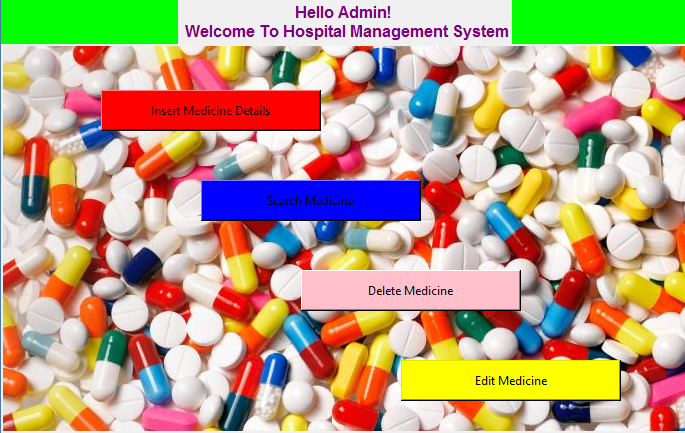 Hello Admin!
Welcome To Hospital Management System
Insert Medicine Details
Search Medicine
Delete Medicine
Edit Medicine